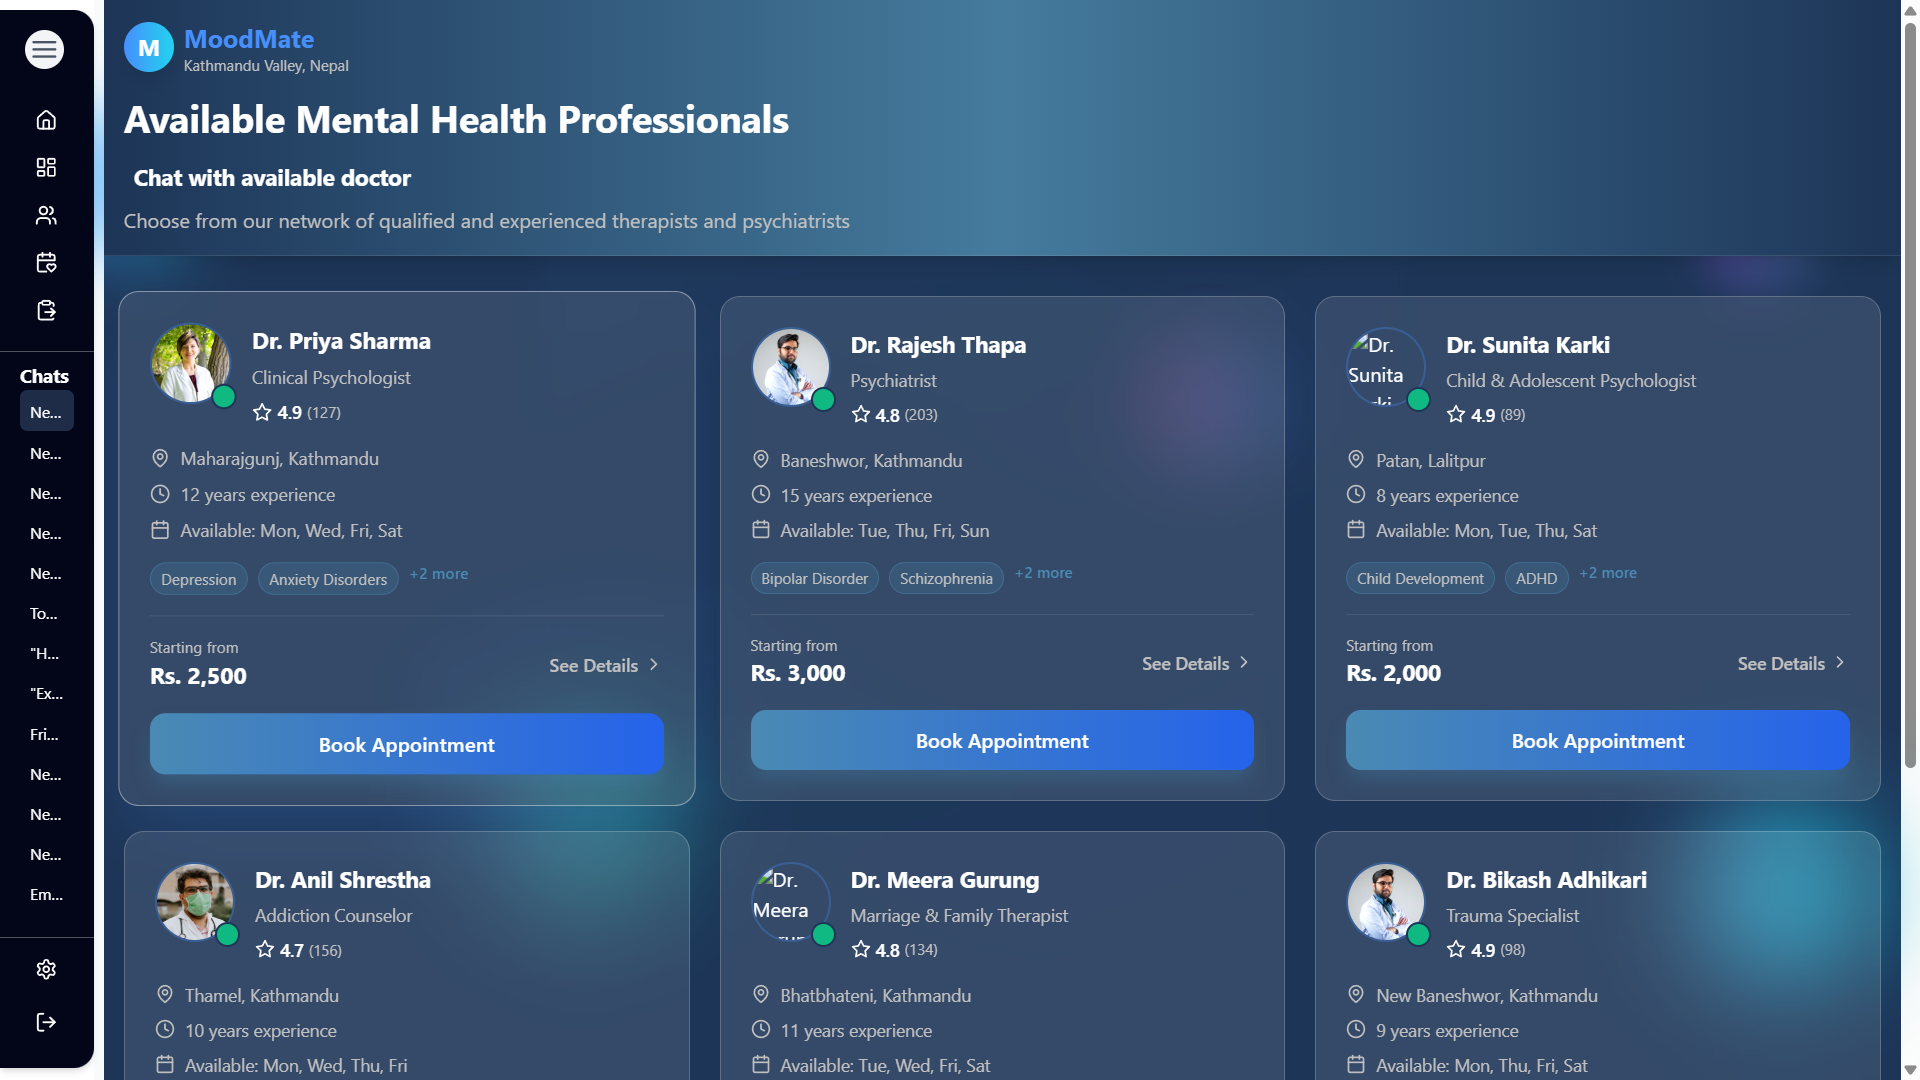 M
MoodMate
Kathmandu Valley, Nepal
Available Mental Health Professionals
Chat with available doctor
Choose from our network of qualified and experienced therapists and psychiatrists
Chats
Ne...
Ne...
Ne...
Ne...
Ne...
To...
"H...
"Ex...
Fri...
Ne...
Ne...
Ne...
Em...
Dr. Priya Sharma
Clinical Psychologist
4.9 (127)
Maharajgunj, Kathmandu
12 years experience
Available: Mon, Wed, Fri, Sat
Depression Anxiety Disorders +2 more
Starting from
Rs. 2,500
See Details
Book Appointment
Dr. Rajesh Thapa
Psychiatrist
4.8 (203)
Baneshwor, Kathmandu
15 years experience
Available: Tue, Thu, Fri, Sun
Bipolar Disorder Schizophrenia +2 more
Starting from
Rs. 3,000
See Details
Book Appointment
Dr.
Sunita
Dr. Sunita Karki
Child & Adolescent Psychologist
4.9 (89)
Patan, Lalitpur
8 years experience
Available: Mon, Tue, Thu, Sat
Child Development ADHD +2 more
Starting from
Rs. 2,000
See Details
Book Appointment
Dr. Anil Shrestha
Addiction Counselor
4.7 (156)
Thamel, Kathmandu
10 years experience
Available: Mon, Wed, Thu, Fri
Dr.
Meera
Dr. Meera Gurung
Marriage & Family Therapist
4.8 (134)
Bhatbhateni, Kathmandu
11 years experience
Available: Tue, Wed, Fri, Sat
Dr. Bikash Adhikari
Trauma Specialist
4.9 (98)
New Baneshwor, Kathmandu
9 years experience
Available: Mon, Thu, Fri, Sat